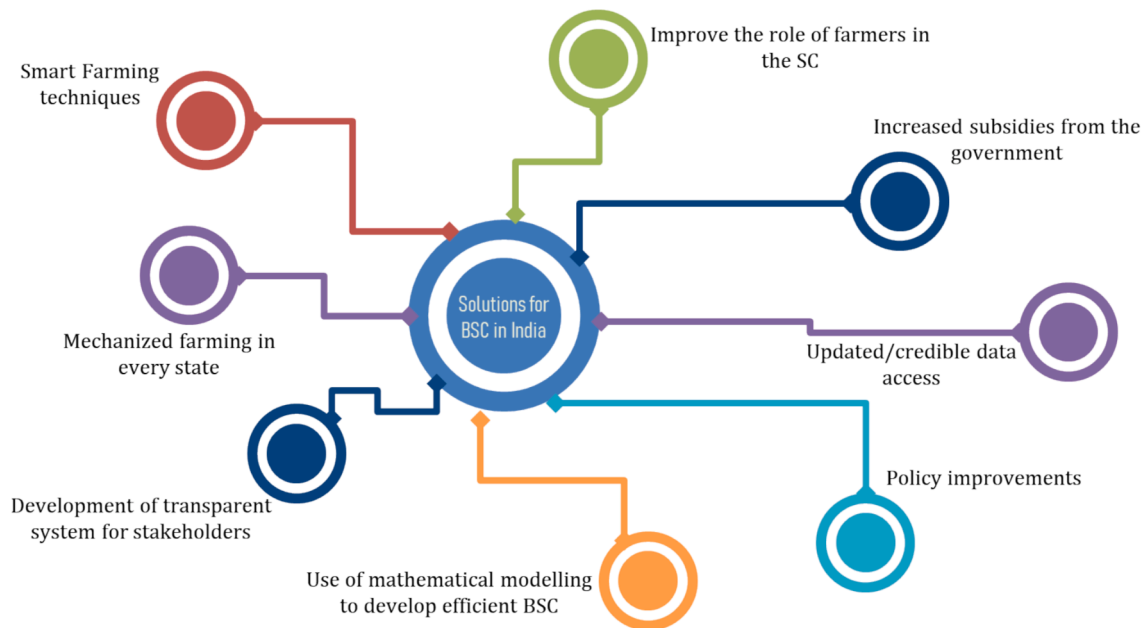 Improve the role of farmers in
the SC
Smart Farming
techniques
Increased subsidies from the
government
Solutions for
BSC in India
Mechanized farming in
every state
Updated/credible data
access
Policy improvements
Development of transparent
system for stakeholders
Use of mathematical modelling
to develop efficient BSC